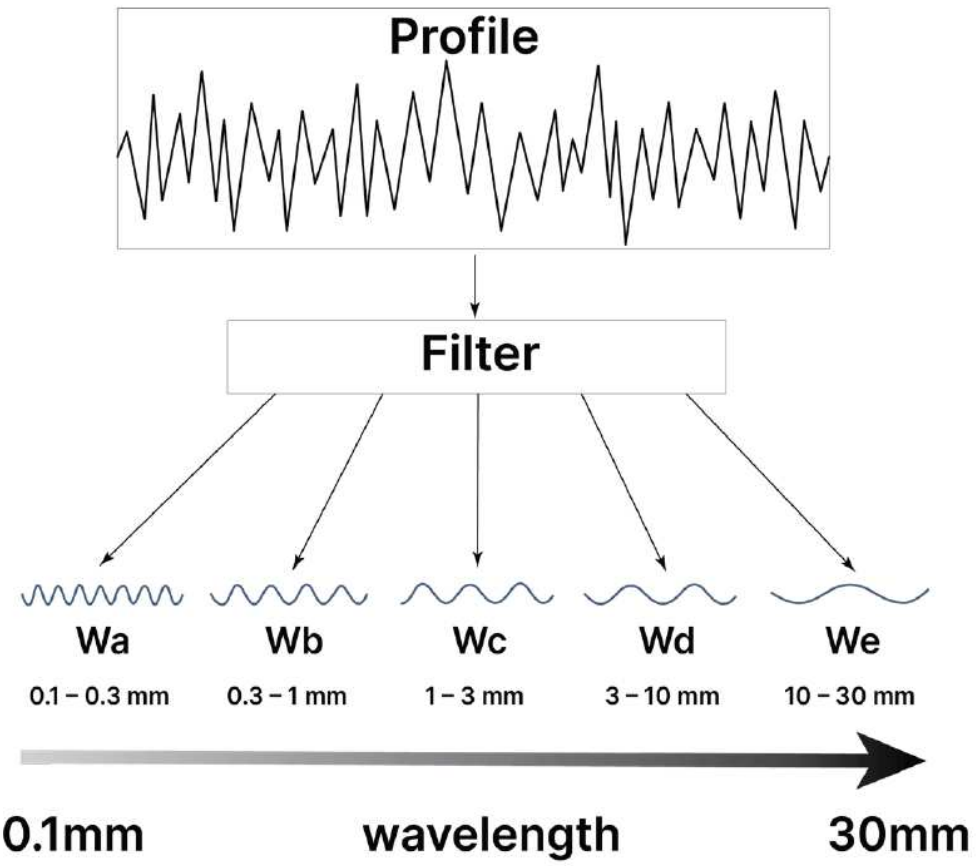 Profile
Filter
Wa Wb Wc Wd We
0.1 – 0.3 mm 0.3 – 1 mm 1 – 3 mm 3 – 10 mm 10 – 30 mm
0.1mm wavelength 30mm